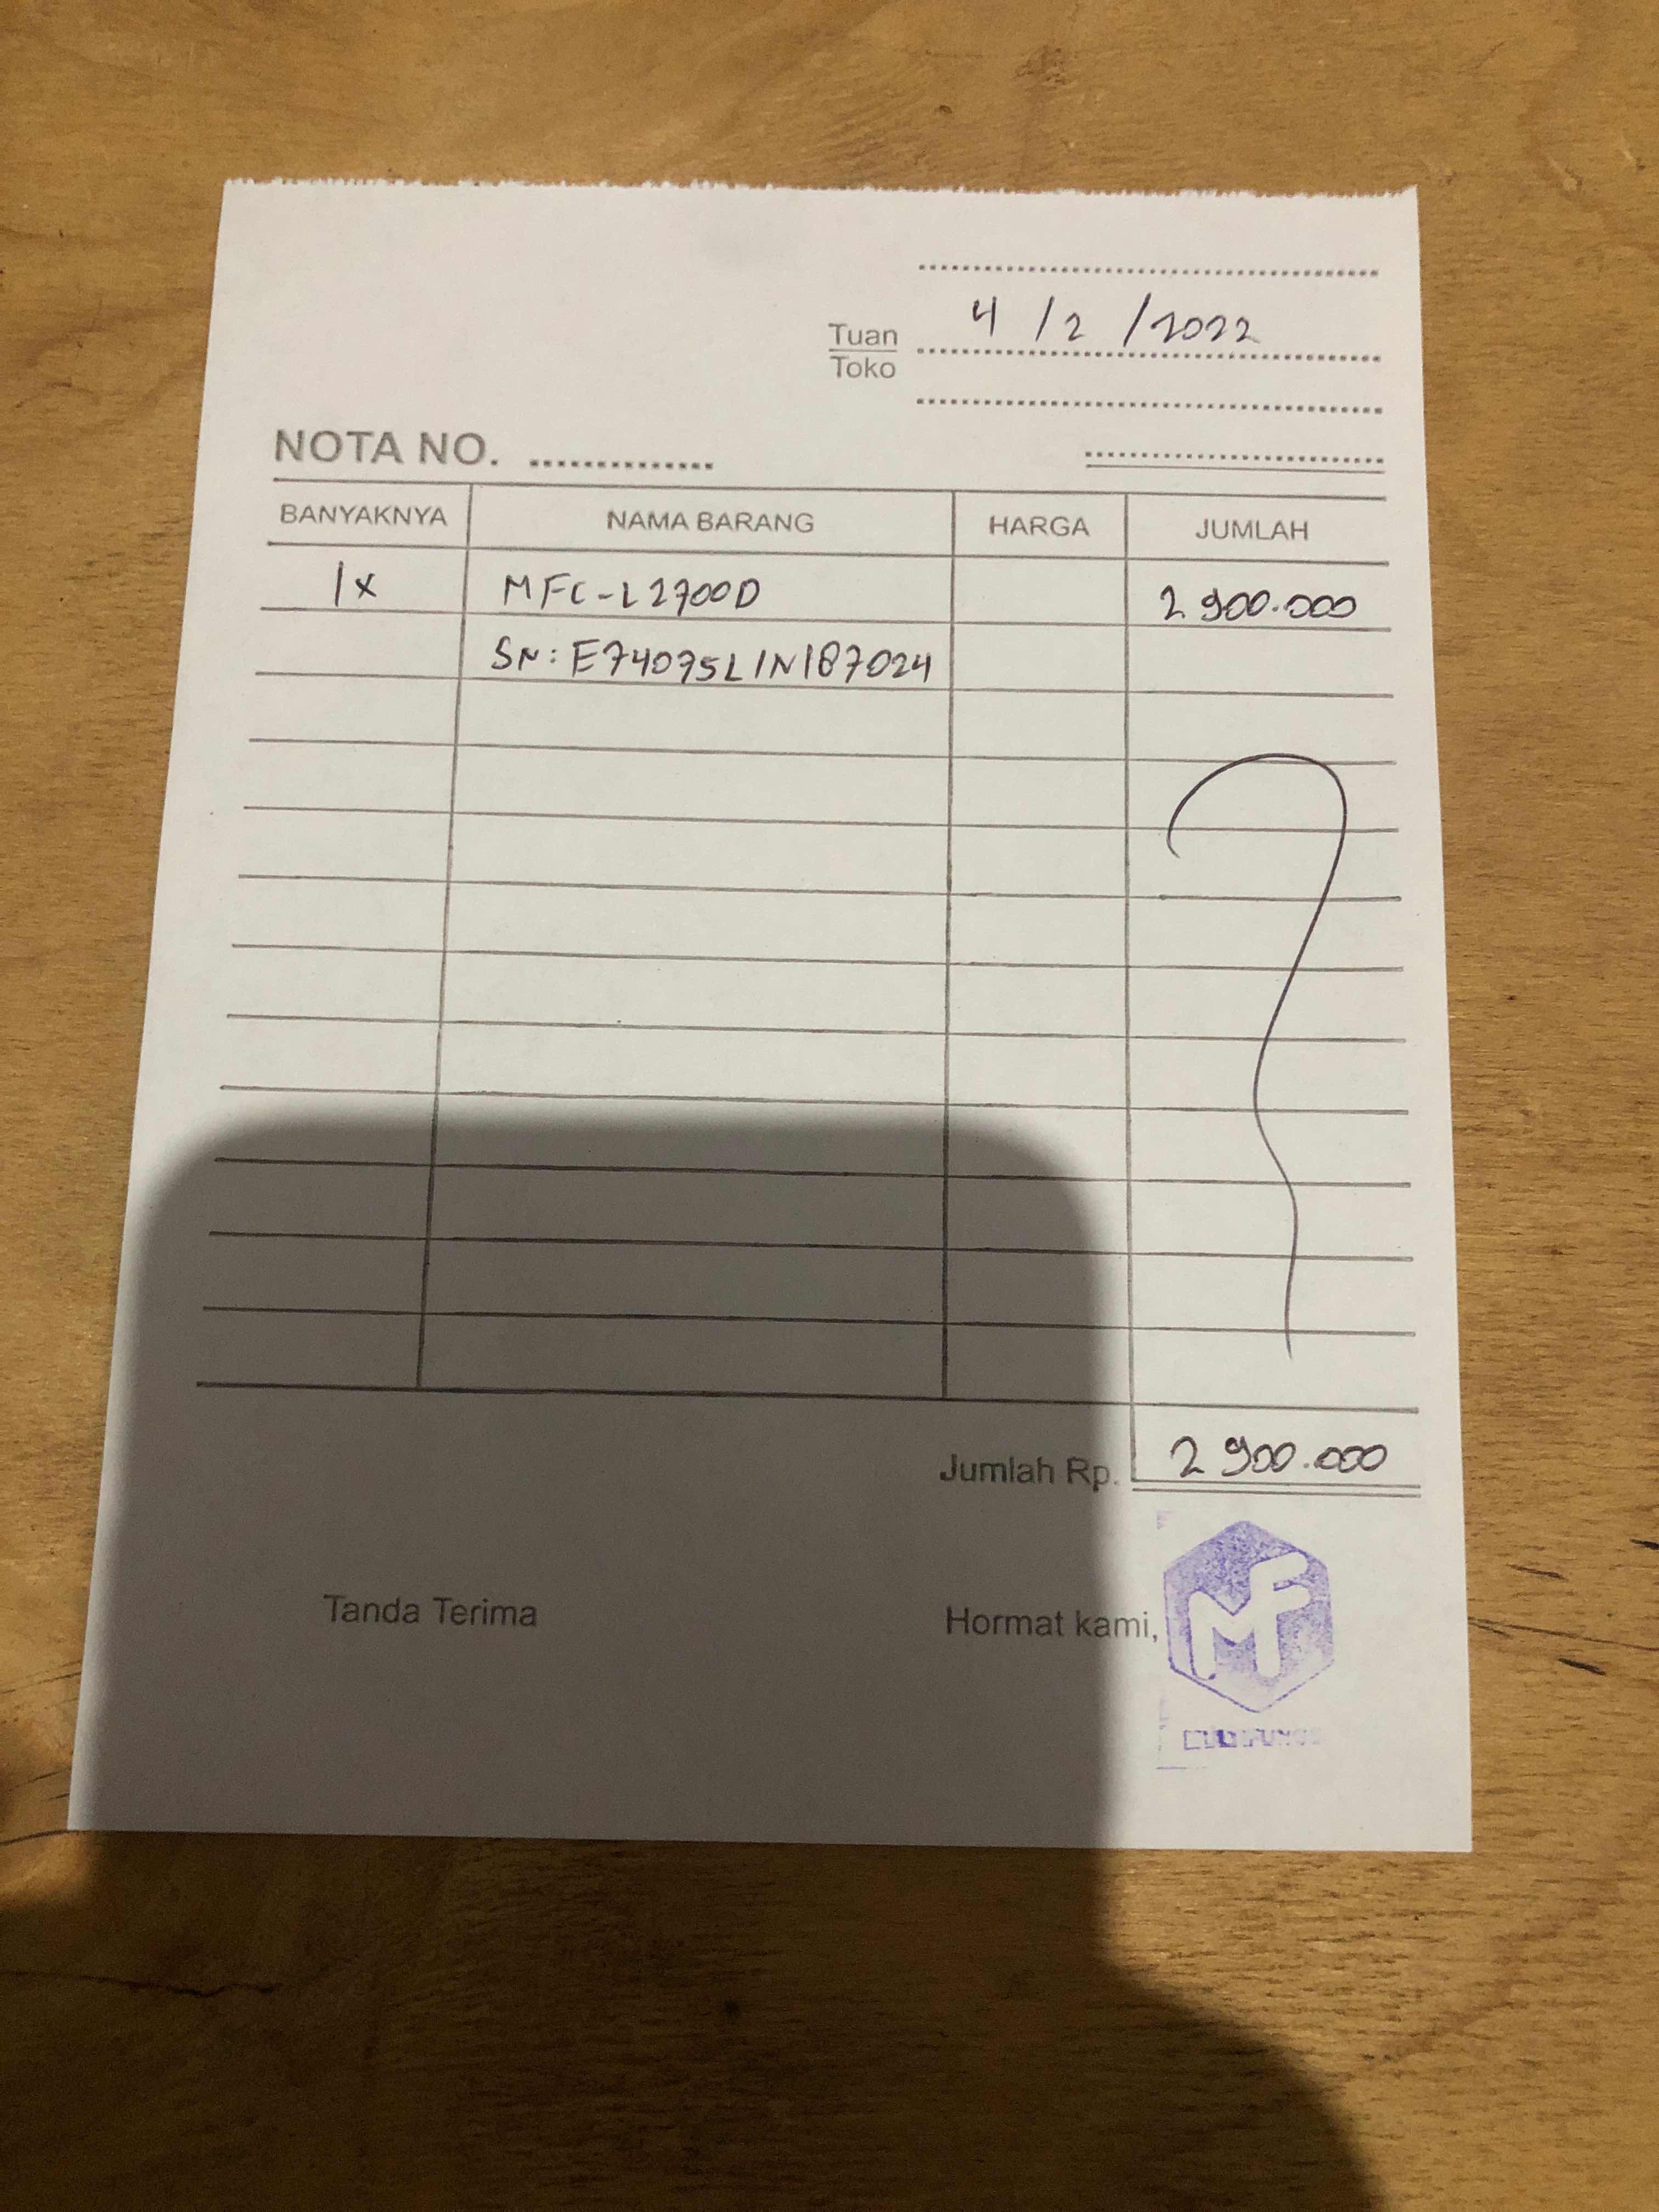 4/2/2022
Tuan
Toko
NOTA NO. ..............
BANYAKNYA NAMA BARANG HARGA JUMLAH
1x MFC-L2700D 2 900.000
SN: E74075L1N187024
Jumlah Rp. 2 900.000
Tanda Terima Hormat kami,
MF